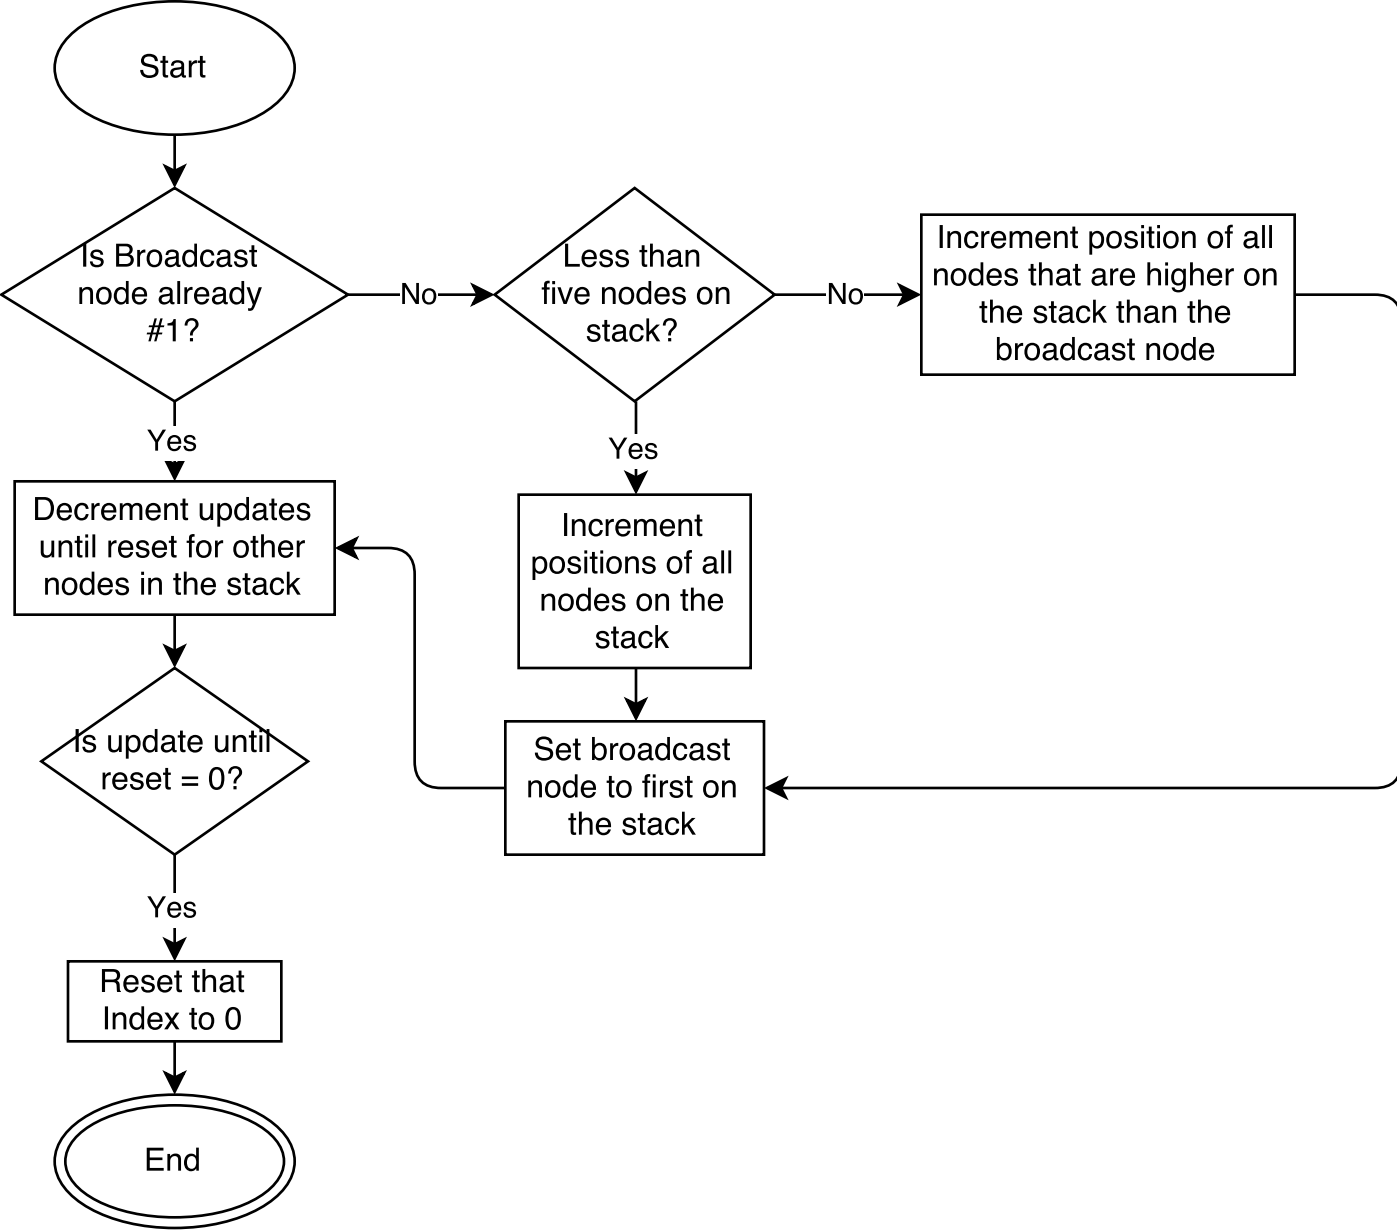 Start
Is Broadcast
node already
#1?
No
Less than
five nodes on
stack?
No
Increment position of all
nodes that are higher on
the stack than the
broadcast node
Yes
Yes
Decrement updates
until reset for other
nodes in the stack
Increment
positions of all
nodes on the
stack
Is update until
reset = 0?
Set broadcast
node to first on
the stack
Yes
Reset that
Index to 0
End